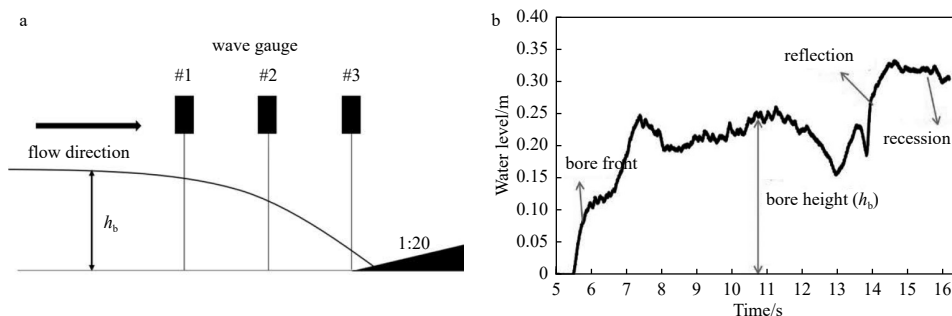 a
wave gauge
#1 #2 #3
flow direction
h_b
1:20
b
Water level/m
0.40
0.35
0.30
0.25
0.20
0.15
0.10
0.05
0
reflection
recession
bore front
bore height (h_b)
5 6 7 8 9 10 11 12 13 14 15 16
Time/s